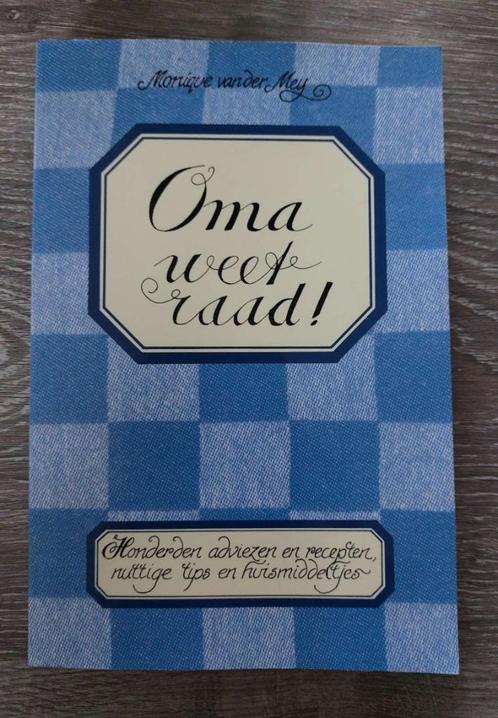 Monique van der Mey
Oma
weet
raad!
Honderden adviezen en recepten,
nuttige tips en huismiddeltjes